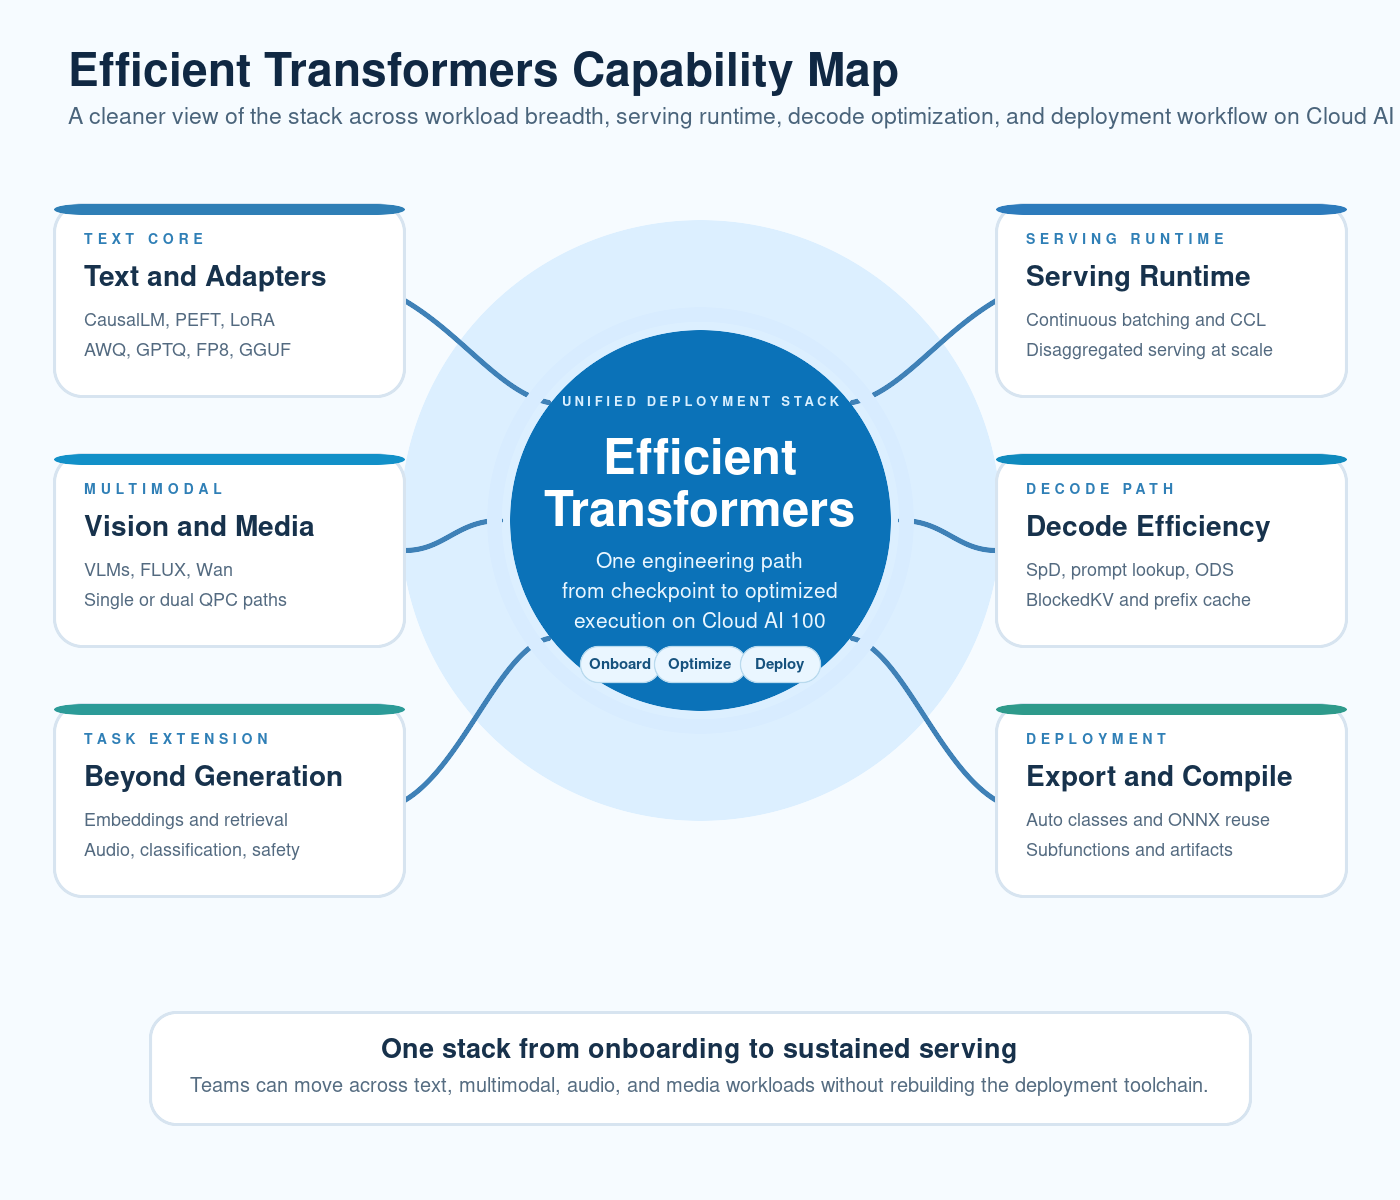 Efficient Transformers Capability Map
A cleaner view of the stack across workload breadth, serving runtime, decode optimization, and deployment workflow on Cloud AI
TEXT CORE
Text and Adapters
CausalLM, PEFT, LoRA
AWQ, GPTQ, FP8, GGUF
MULTIMODAL
Vision and Media
VLMs, FLUX, Wan
Single or dual QPC paths
TASK EXTENSION
Beyond Generation
Embeddings and retrieval
Audio, classification, safety
UNIFIED DEPLOYMENT STACK
Efficient
Transformers
One engineering path
from checkpoint to optimized
execution on Cloud AI 100
Onboard Optimize Deploy
SERVING RUNTIME
Serving Runtime
Continuous batching and CCL
Disaggregated serving at scale
DECODE PATH
Decode Efficiency
SpD, prompt lookup, ODS
BlockedKV and prefix cache
DEPLOYMENT
Export and Compile
Auto classes and ONNX reuse
Subfunctions and artifacts
One stack from onboarding to sustained serving
Teams can move across text, multimodal, audio, and media workloads without rebuilding the deployment toolchain.